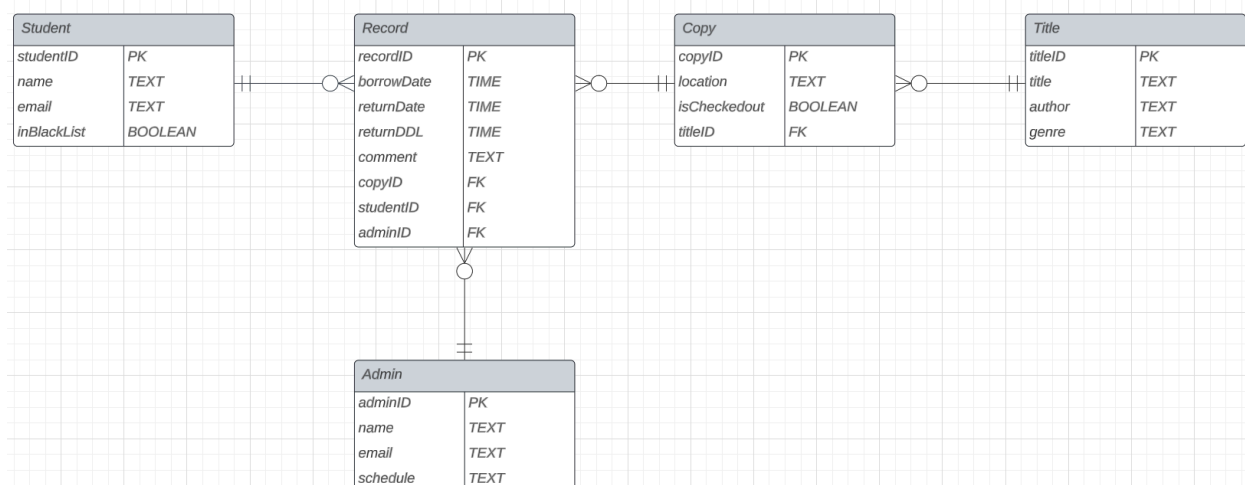 Student
studentID PK
name TEXT
email TEXT
inBlackList BOOLEAN
Record
recordID PK
borrowDate TIME
returnDate TIME
returnDDL TIME
comment TEXT
copyID FK
studentID FK
adminID FK
Copy
copyID PK
location TEXT
isCheckedout BOOLEAN
titleID FK
Title
titleID PK
title TEXT
author TEXT
genre TEXT
Admin
adminID PK
name TEXT
email TEXT
schedule TEXT